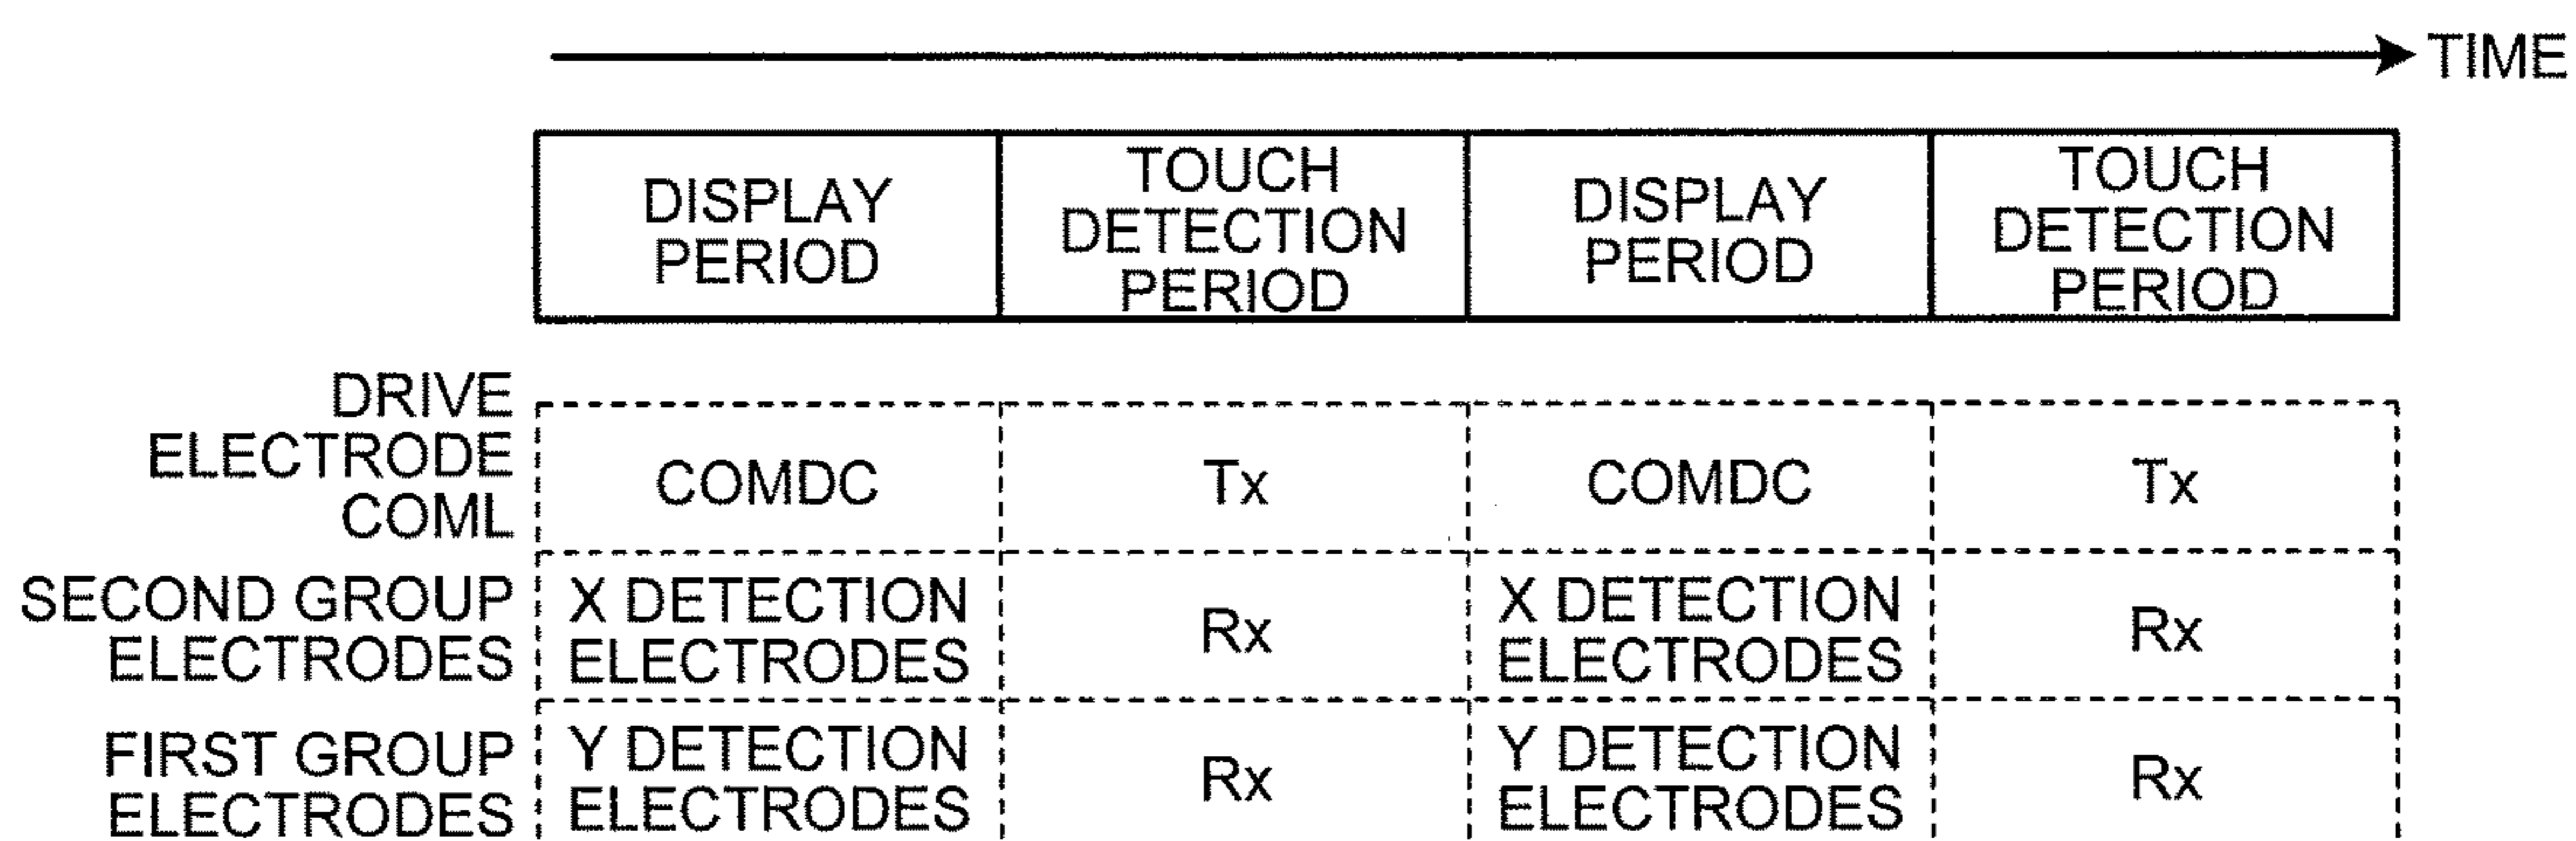 TIME
DISPLAY
PERIOD
TOUCH
DETECTION
PERIOD
DISPLAY
PERIOD
TOUCH
DETECTION
PERIOD
DRIVE
ELECTRODE
COML
COMDC
Tx
COMDC
Tx
SECOND GROUP
ELECTRODES
X DETECTION
ELECTRODES
Rx
X DETECTION
ELECTRODES
Rx
FIRST GROUP
ELECTRODES
Y DETECTION
ELECTRODES
Rx
Y DETECTION
ELECTRODES
Rx